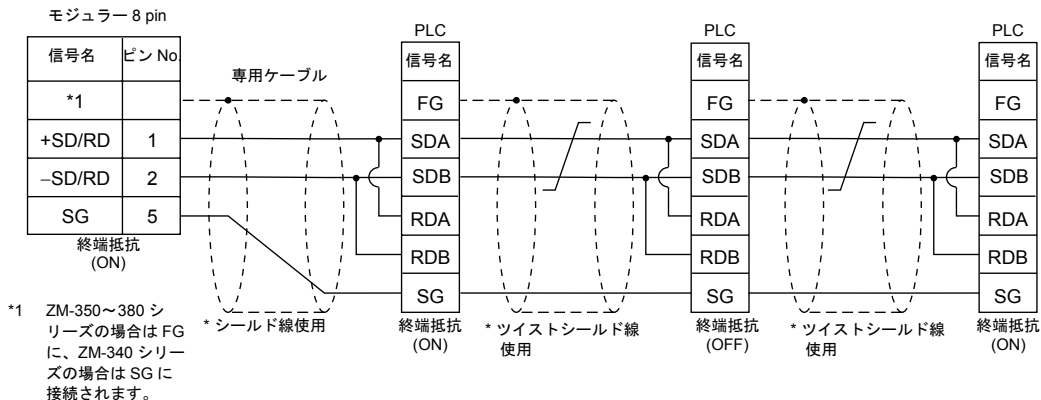 モジュラー 8 pin
信号名 ピン No.
*1
+SD/RD 1
−SD/RD 2
SG 5
終端抵抗
(ON)
*1 ZM-350～380 シ
リーズの場合は FG
に、ZM-340 シリー
ズの場合は SG に
接続されます。
専用ケーブル
* シールド線使用
PLC
信号名
FG
SDA
SDB
RDA
RDB
SG
終端抵抗
(ON)
* ツイストシールド線
使用
PLC
信号名
FG
SDA
SDB
RDA
RDB
SG
終端抵抗
(OFF)
* ツイストシールド線
使用
PLC
信号名
FG
SDA
SDB
RDA
RDB
SG
終端抵抗
(ON)